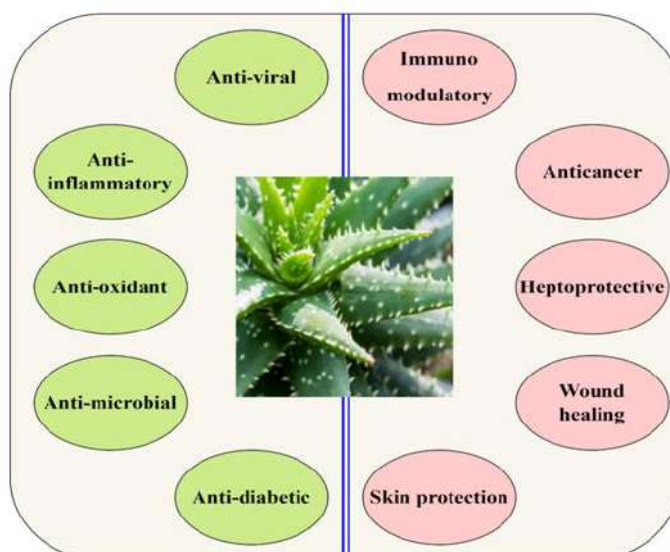 Anti-viral
Anti-
inflammatory
Anti-oxidant
Anti-microbial
Anti-diabetic
Immuno
modulatory
Anticancer
Heptoprotective
Wound
healing
Skin protection